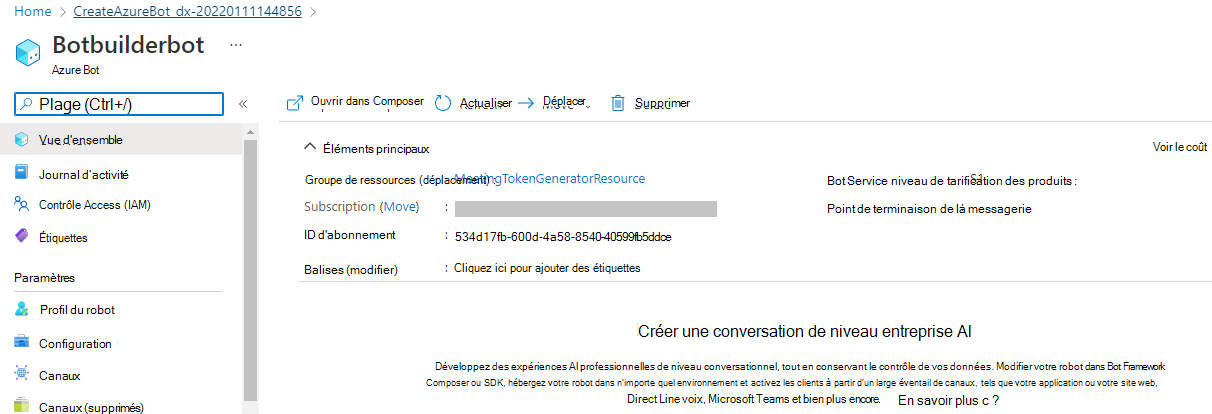 Home > CreateAzureBot_dx-20220111144856 >
Botbuilderbot ...
Azure Bot
Plage (Ctrl+/) «
Ouvrir dans Composer Actualiser Déplacer Supprimer
Vue d'ensemble
Journal d'activité
Contrôle Access (IAM)
Étiquettes
Paramètres
Profil du robot
Configuration
Canaux
Canaux (supprimés)
Éléments principaux Voir le coût
Groupe de ressources (déplacement) MeetingTokenGeneratorResource
Subscription (Move) :
ID d'abonnement : 534d17fb-600d-4a58-8540-40599fb5ddce
Balises (modifier) : Cliquez ici pour ajouter des étiquettes
Bot Service niveau de tarification des produits : S1
Point de terminaison de la messagerie
Créer une conversation de niveau entreprise AI
Développez des expériences AI professionnelles de niveau conversationnel, tout en conservant le contrôle de vos données. Modifier votre robot dans Bot Framework
Composer ou SDK, hébergez votre robot dans n'importe quel environnement et activez les clients à partir d'un large éventail de canaux, tels que votre application ou votre site web,
Direct Line voix, Microsoft Teams et bien plus encore. En savoir plus c ?